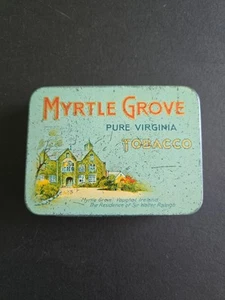 MYRTLE GROVE
PURE VIRGINIA
TOBACCO
Myrtle Grove, Youghal, Ireland
the Residence of Sir Walter Raleigh